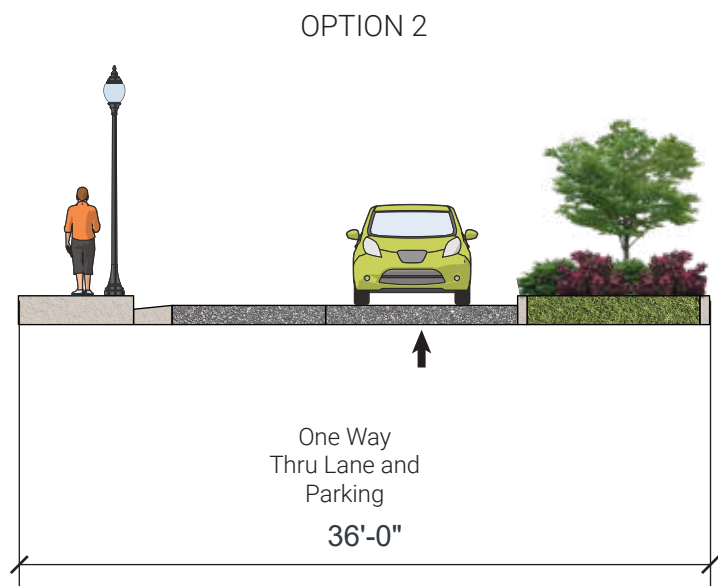 OPTION 2
One Way
Thru Lane and
Parking
36'-0"